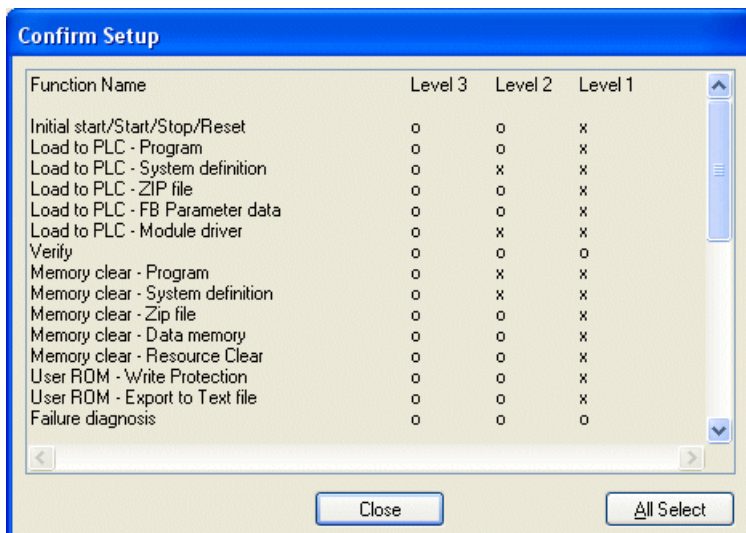 Confirm Setup
Function Name Level 3 Level 2 Level 1
Initial start/Start/Stop/Reset o o x
Load to PLC - Program o o x
Load to PLC - System definition o x x
Load to PLC - ZIP file o o x
Load to PLC - FB Parameter data o o x
Load to PLC - Module driver o x x
Verify o o o
Memory clear - Program o x x
Memory clear - System definition o x x
Memory clear - Zip file o o x
Memory clear - Data memory o o x
Memory clear - Resource Clear o o x
User ROM - Write Protection o o x
User ROM - Export to Text file o o x
Failure diagnosis o o o
Close All Select